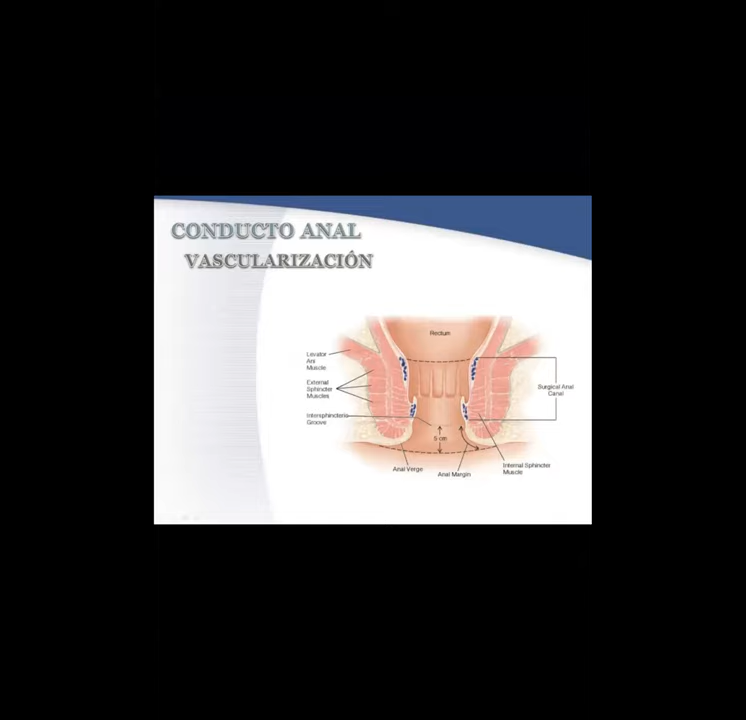 CONDUCTO ANAL
VASCULARIZACIÓN
Rectum
Levator
Ani
Muscle
External
Sphincter
Muscles
Intersphincteric
Groove
Surgical Anal
Canal
5 cm
Anal Verge
Anal Margin
Internal Sphincter
Muscle